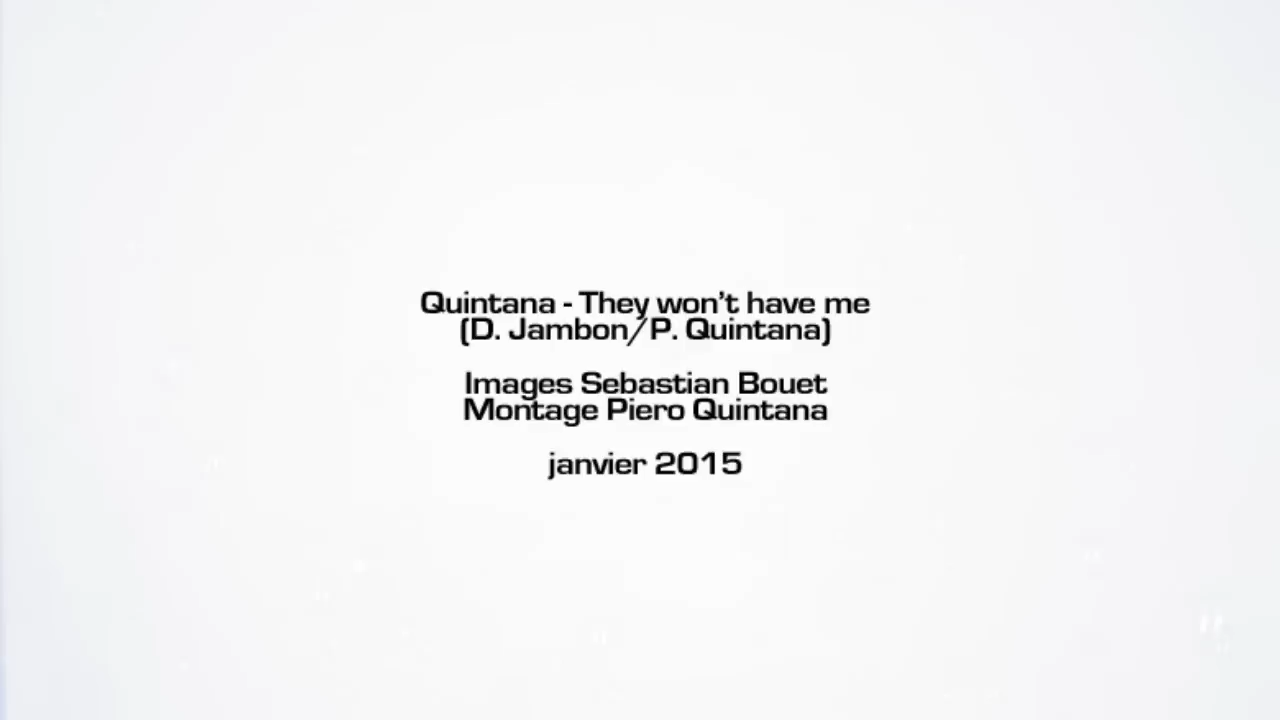 Quintana - They won't have me
(D. Jambon/P. Quintana)
Images Sebastian Bouet
Montage Piero Quintana
janvier 2015